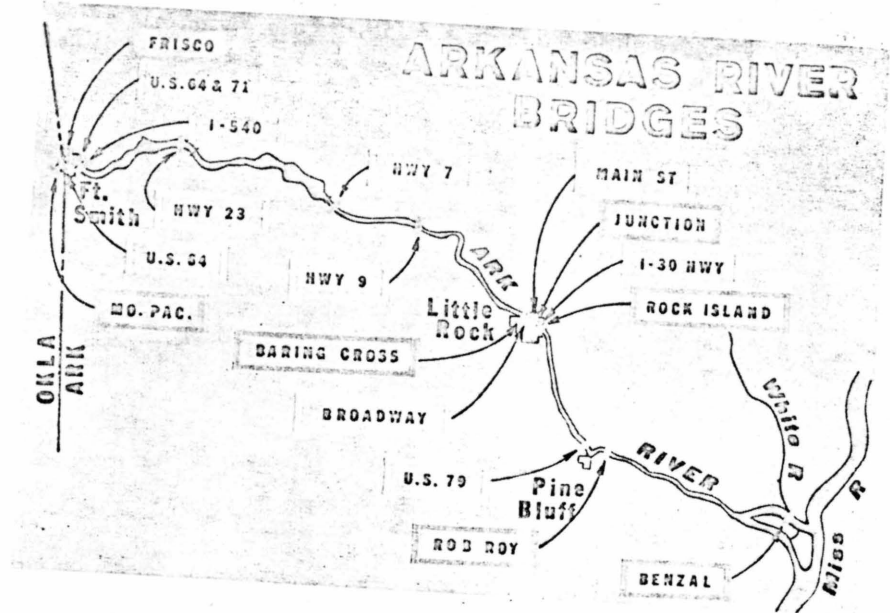 ARKANSAS RIVER
BRIDGES
FRISCO
U.S. 64 & 71
I-540
Ft.
Smith
HWY 23
U.S. 64
MO. PAC.
OKLA
ARK
HWY 7
HWY 9
ARK
MAIN ST
JUNCTION
I-30 HWY
ROCK ISLAND
Little
Rock
BARING CROSS
BROADWAY
U.S. 79
Pine
Bluff
ROB ROY
RIVER
White R
BENZAL
Miss R